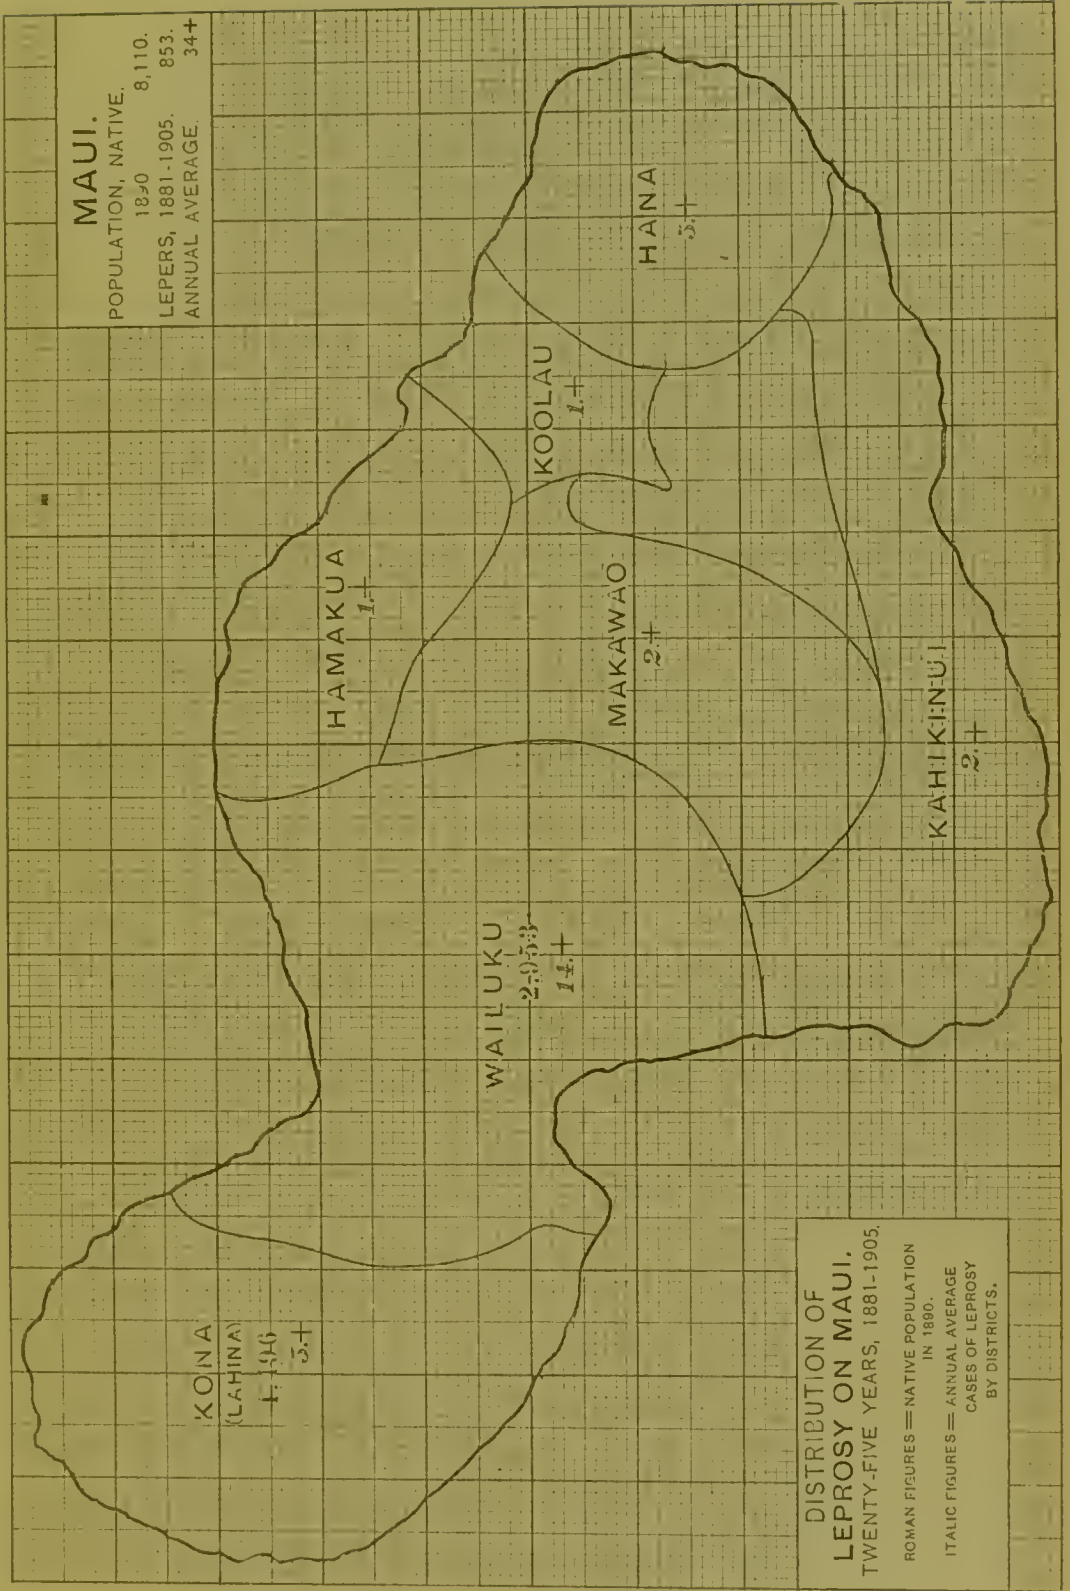 MAUI.
POPULATION, NATIVE.
1890 8,110.
LEPERS, 1881-1905 853.
ANNUAL AVERAGE. 34+
HANA
5.+
KOOLAU
1.+
HAMAKUA
1.+
MAKAWAO
2+
KAHIKINUI
2.+
WAILUKU
2,953
14.+
KONA
(LAHINA)
5.+
DISTRIBUTION OF
LEPROSY ON MAUI.
TWENTY-FIVE YEARS, 1881-1905.
ROMAN FIGURES = NATIVE POPULATION
IN 1890.
ITALIC FIGURES = ANNUAL AVERAGE
CASES OF LEPROSY
BY DISTRICTS.